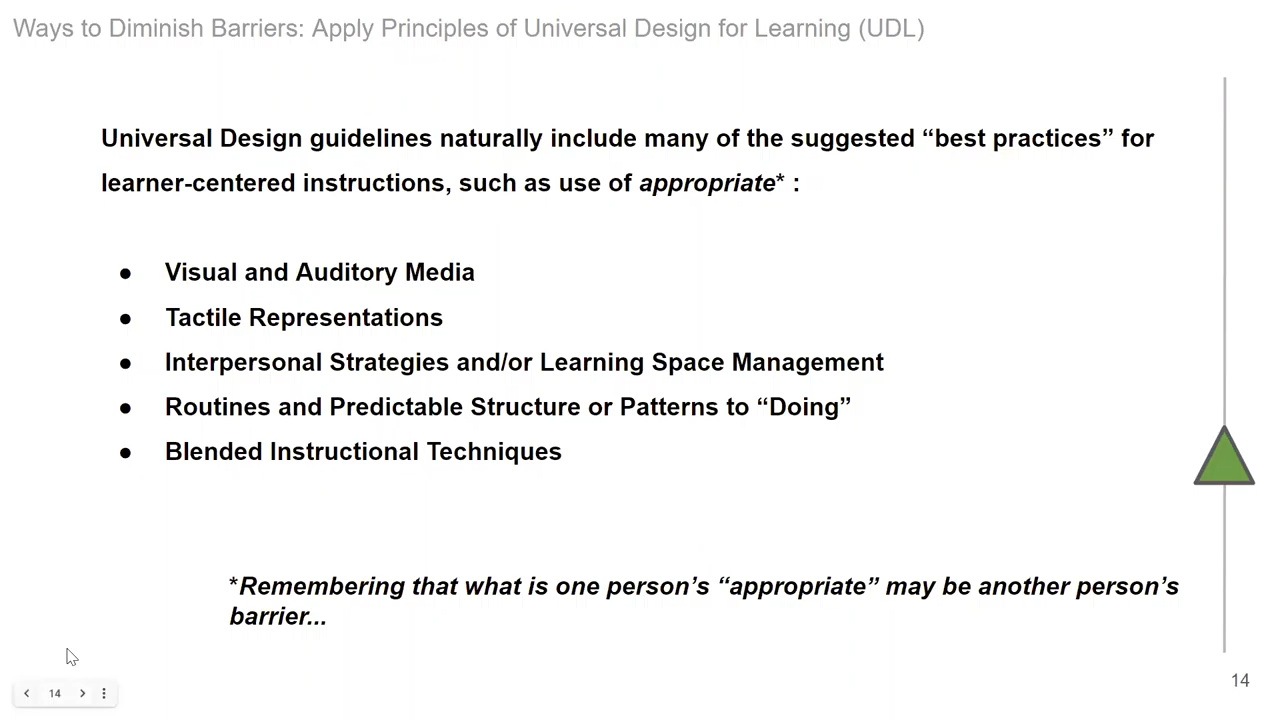 Ways to Diminish Barriers: Apply Principles of Universal Design for Learning (UDL)
Universal Design guidelines naturally include many of the suggested “best practices” for
learner-centered instructions, such as use of appropriate* :
● Visual and Auditory Media
● Tactile Representations
● Interpersonal Strategies and/or Learning Space Management
● Routines and Predictable Structure or Patterns to “Doing”
● Blended Instructional Techniques
*Remembering that what is one person’s “appropriate” may be another person’s
barrier...
14
14